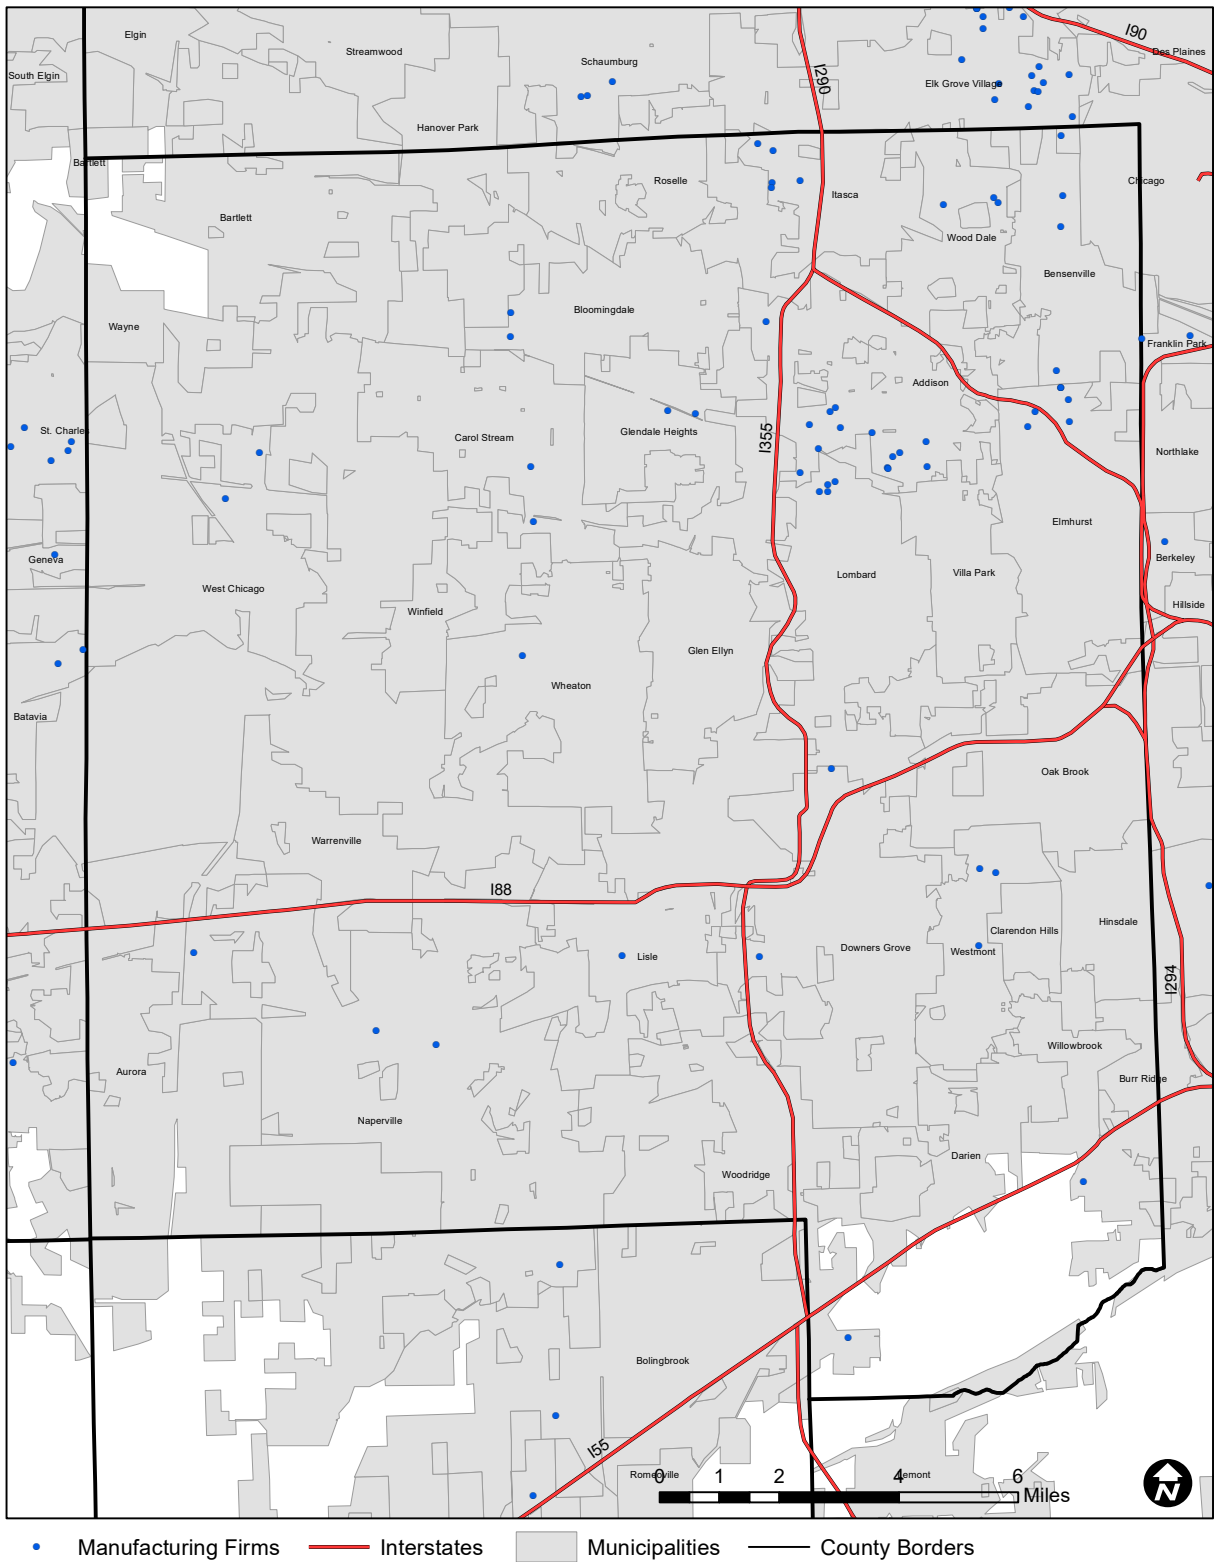 Elgin
Streamwood
I90
Des Plaines
South Elgin
Schaumburg
I290
Elk Grove Village
Hanover Park
Bartlett
Roselle
Chicago
Itasca
Bartlett
Wood Dale
Bensenville
Bloomingdale
Wayne
Franklin Park
Addison
St. Charles
Carol Stream
Glendale Heights
I355
Northlake
Elmhurst
Geneva
Berkeley
West Chicago
Lombard
Villa Park
Winfield
Hillside
Glen Ellyn
Wheaton
Batavia
Oak Brook
Warrenville
I88
Hinsdale
Clarendon Hills
Downers Grove
Westmont
Lisle
I294
Willowbrook
Aurora
Burr Ridge
Naperville
Darien
Woodridge
Bolingbrook
I55
Romeoville
Lemont
0 1 2 4 6
Miles
N
Manufacturing Firms
Interstates
Municipalities
County Borders